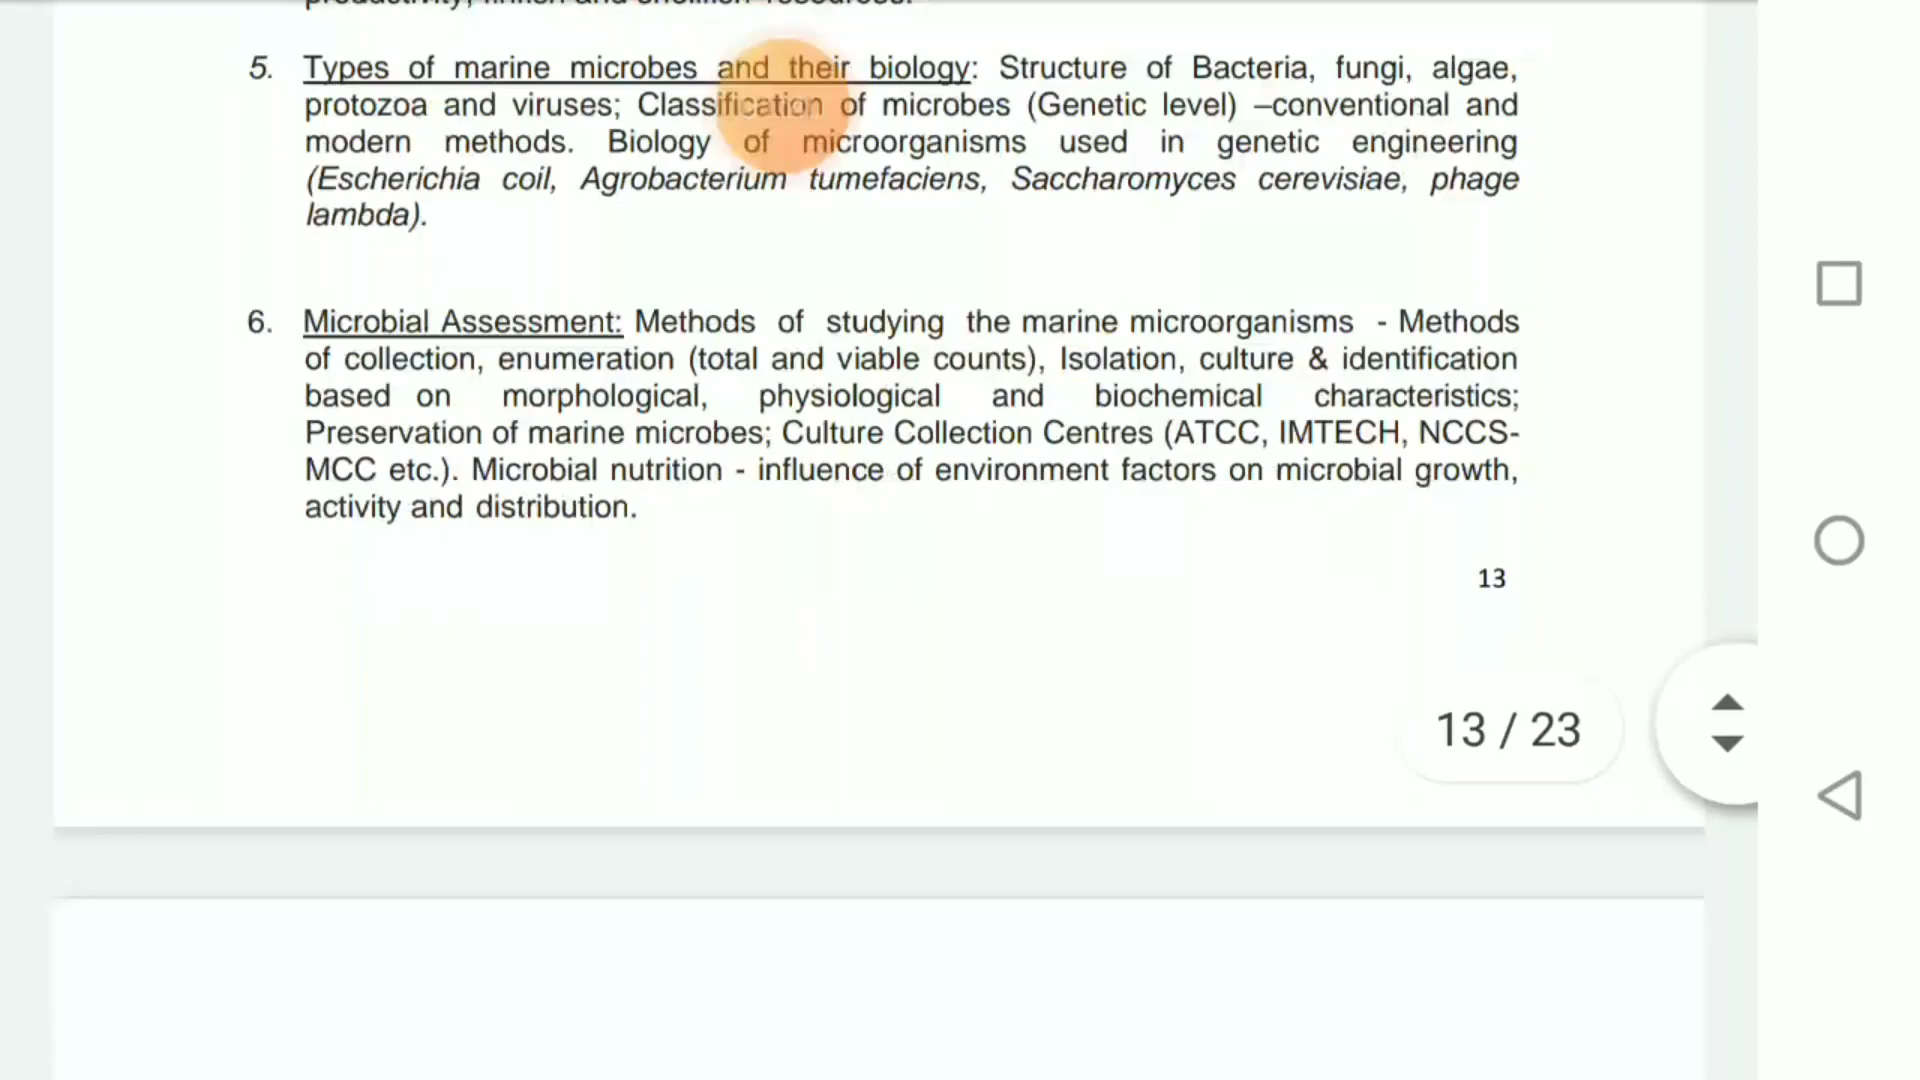 5. Types of marine microbes and their biology: Structure of Bacteria, fungi, algae,
protozoa and viruses; Classification of microbes (Genetic level) –conventional and
modern methods. Biology of microorganisms used in genetic engineering
(Escherichia coil, Agrobacterium tumefaciens, Saccharomyces cerevisiae, phage
lambda).
6. Microbial Assessment: Methods of studying the marine microorganisms - Methods
of collection, enumeration (total and viable counts), Isolation, culture & identification
based on morphological, physiological and biochemical characteristics;
Preservation of marine microbes; Culture Collection Centres (ATCC, IMTECH, NCCS-
MCC etc.). Microbial nutrition - influence of environment factors on microbial growth,
activity and distribution.
13
13 / 23